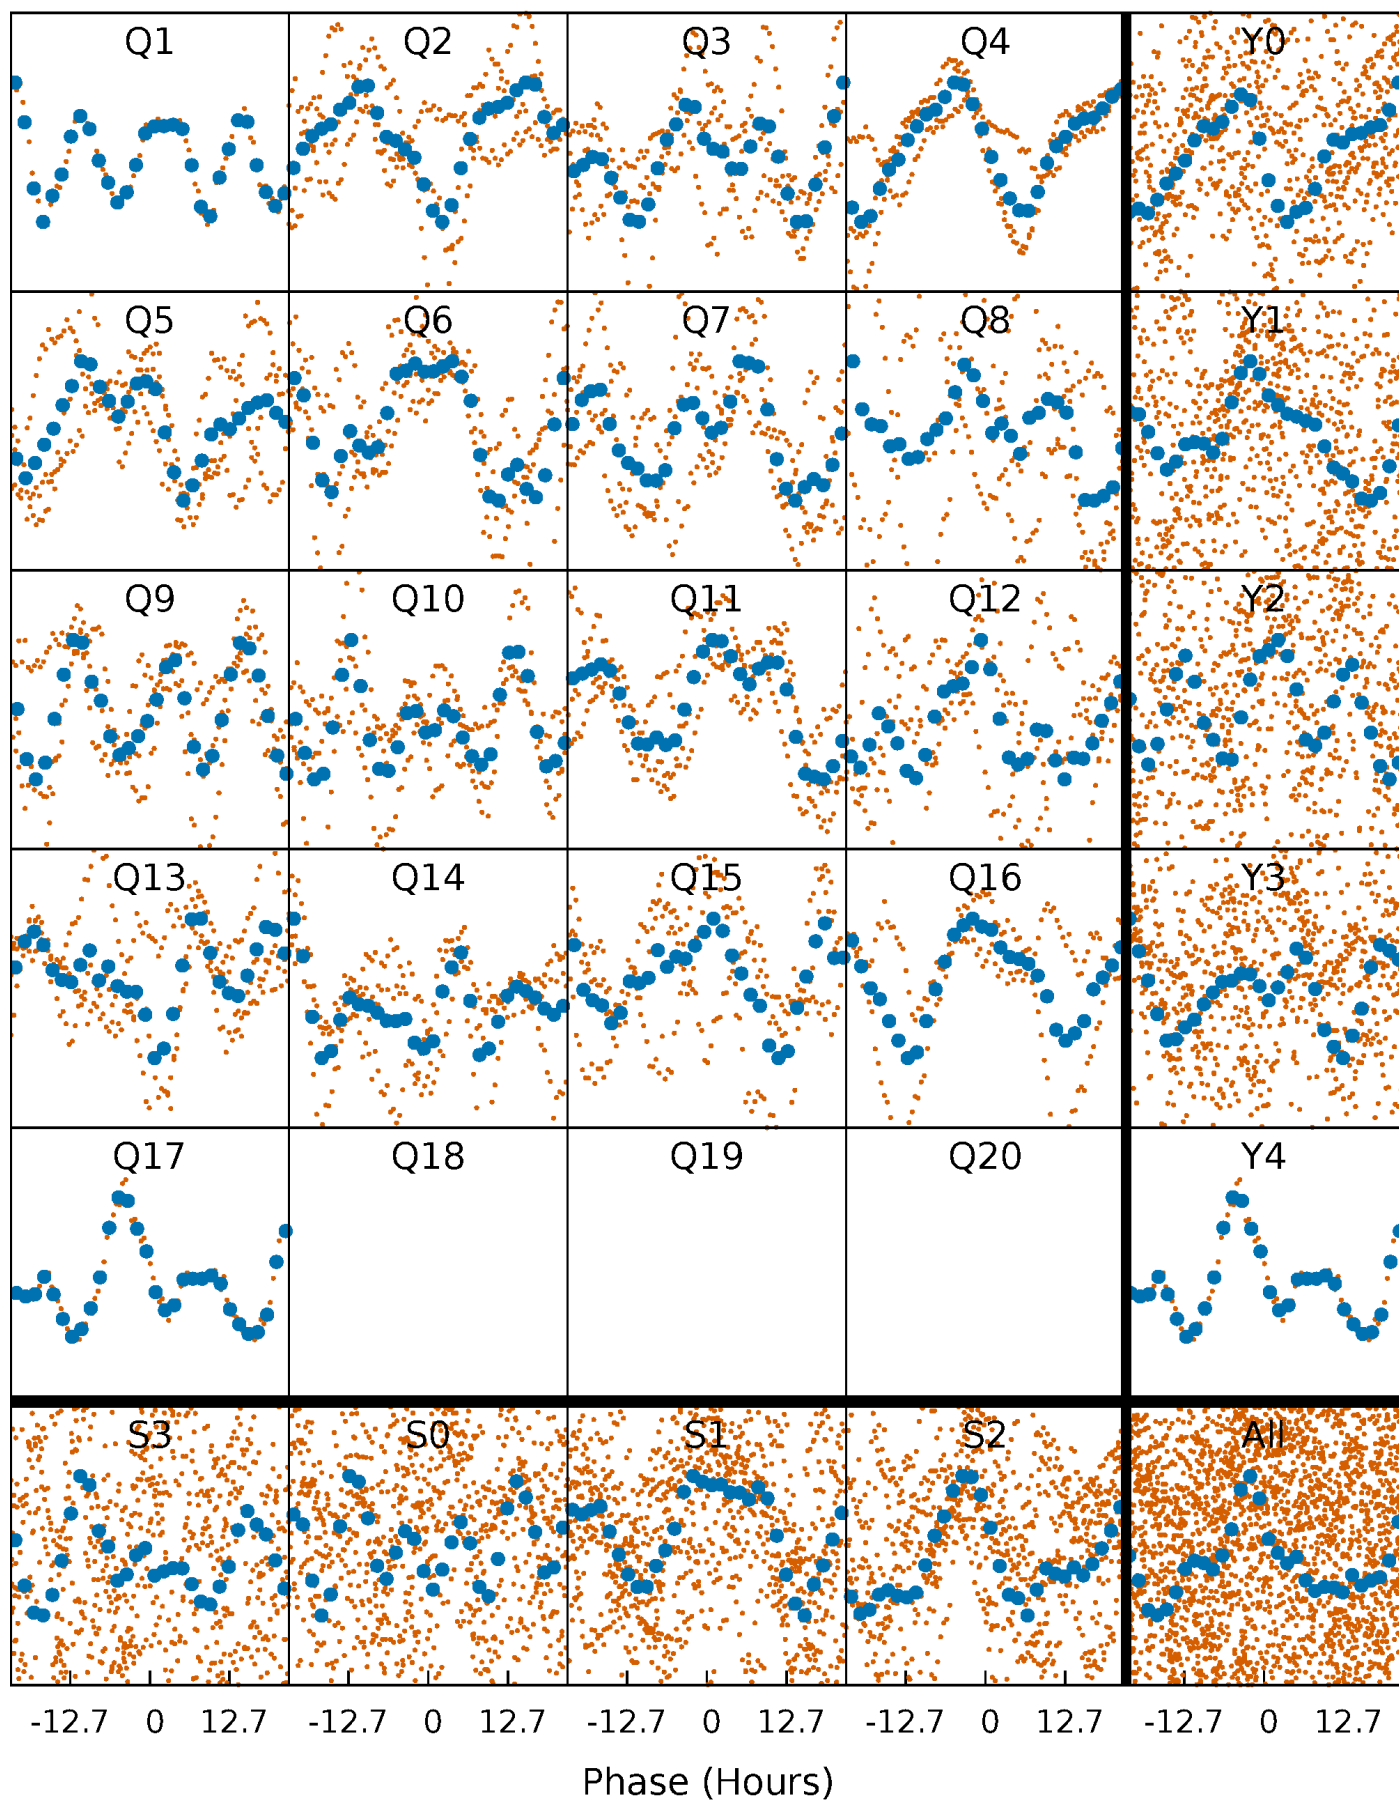 Q1 Q2 Q3 Q4 Y0
Q5 Q6 Q7 Q8 Y1
Q9 Q10 Q11 Q12 Y2
Q13 Q14 Q15 Q16 Y3
Q17 Q18 Q19 Q20 Y4
S3 S0 S1 S2 All
-12.7 0 12.7 -12.7 0 12.7 -12.7 0 12.7 -12.7 0 12.7 -12.7 0 12.7
Phase (Hours)